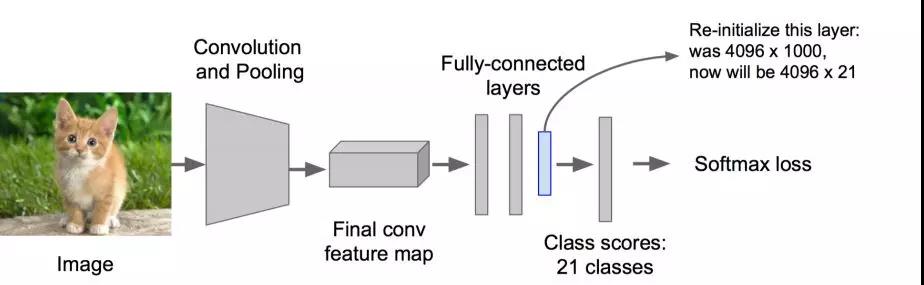 Convolution
and Pooling
Fully-connected
layers
Re-initialize this layer:
was 4096 x 1000,
now will be 4096 x 21
Softmax loss
Final conv
feature map
Class scores:
21 classes
Image